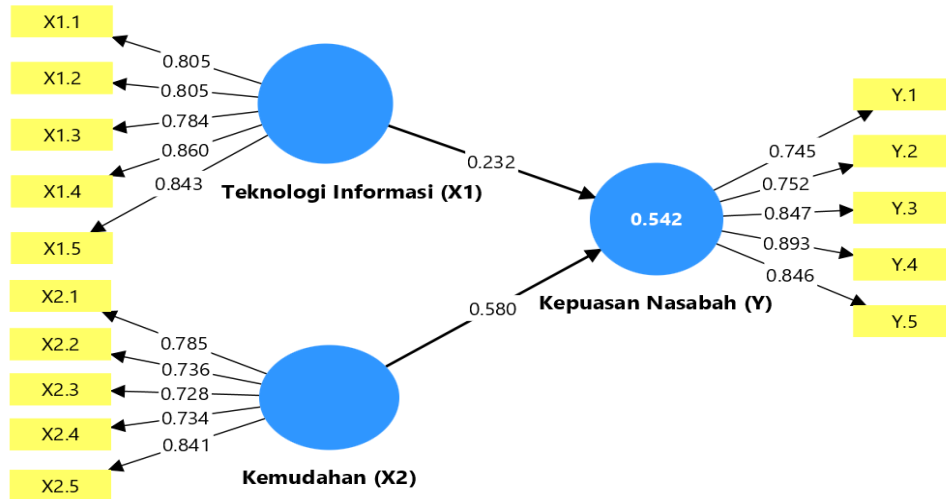 X1.1
X1.2
X1.3
X1.4
X1.5
0.805
0.805
0.784
0.860
0.843
Teknologi Informasi (X1)
0.232
X2.1
X2.2
X2.3
X2.4
X2.5
0.785
0.736
0.728
0.734
0.841
Kemudahan (X2)
0.580
0.542
Kepuasan Nasabah (Y)
0.745
0.752
0.847
0.893
0.846
Y.1
Y.2
Y.3
Y.4
Y.5